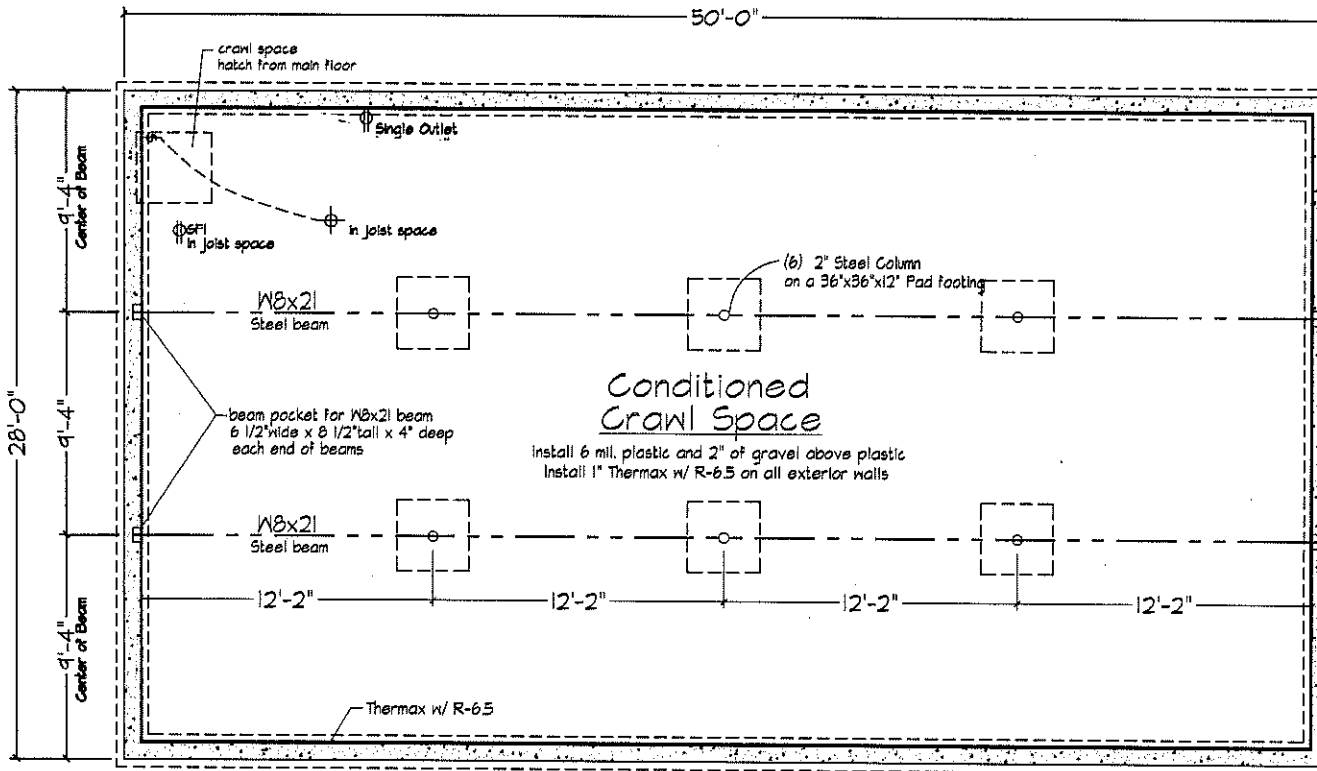 50'-0"
crawl space
hatch from main floor
Single Outlet
9'-4"
Center of Beam
GFI
in joist space
in joist space
(6) 2" Steel Column
on a 36"x36"x12" Pad footing
W8x21
Steel beam
28'-0"
9'-4"
Conditioned
Crawl Space
Install 6 mil. plastic and 2" of gravel above plastic
Install 1" Thermax w/ R-6.5 on all exterior walls
beam pocket for W8x21 beam
6 1/2"wide x 8 1/2"tall x 4" deep
each end of beams
W8x21
Steel beam
12'-2"
12'-2"
12'-2"
12'-2"
9'-4"
Center of Beam
Thermax w/ R-6.5